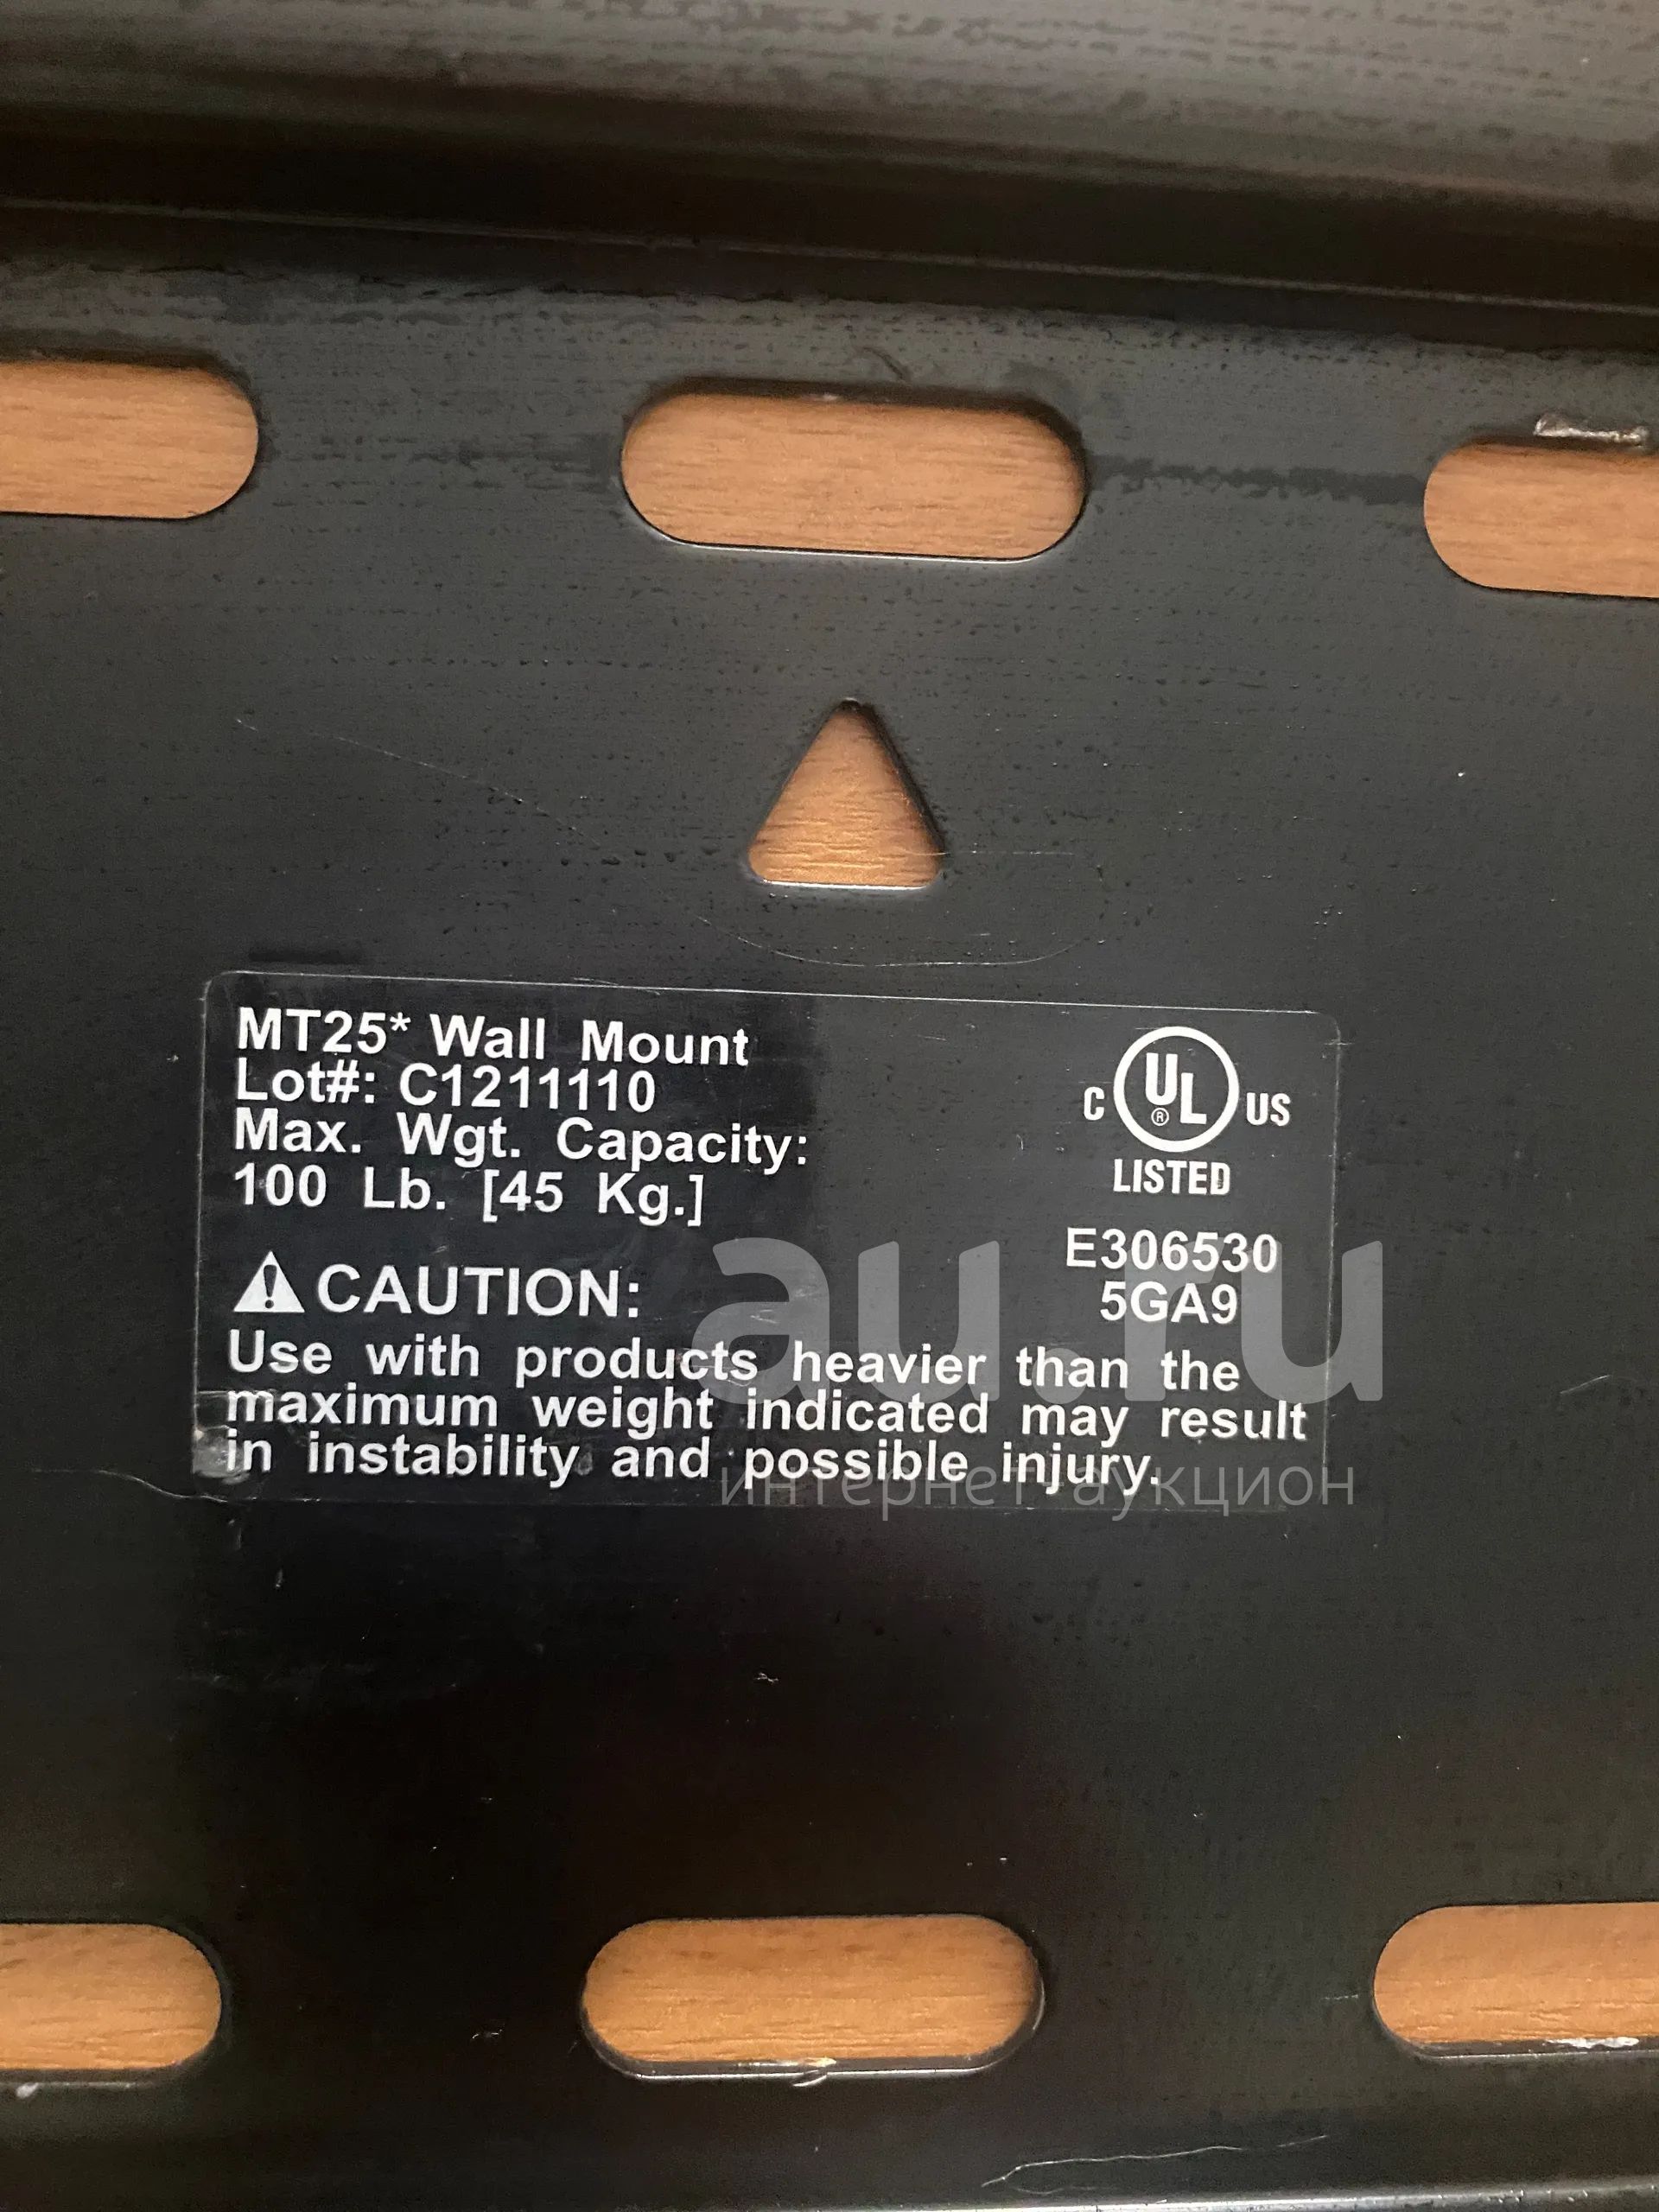 MT25* Wall Mount
Lot#: C1211110
Max. Wgt. Capacity:
100 Lb. [45 Kg.]
C UL ® US
LISTED
E306530
5GA9
CAUTION:
Use with products heavier than the
maximum weight indicated may result
in instability and possible injury.
au.ru
интернет-аукцион